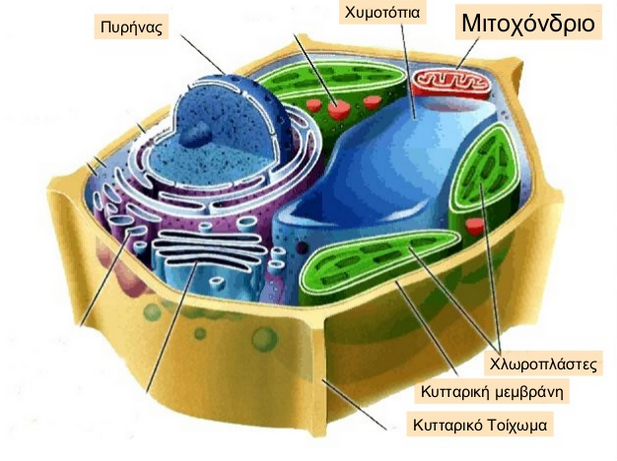 Πυρήνας
Χυμοτόπια
Μιτοχόνδριο
Χλωροπλάστες
Κυτταρική μεμβράνη
Κυτταρικό Τοίχωμα